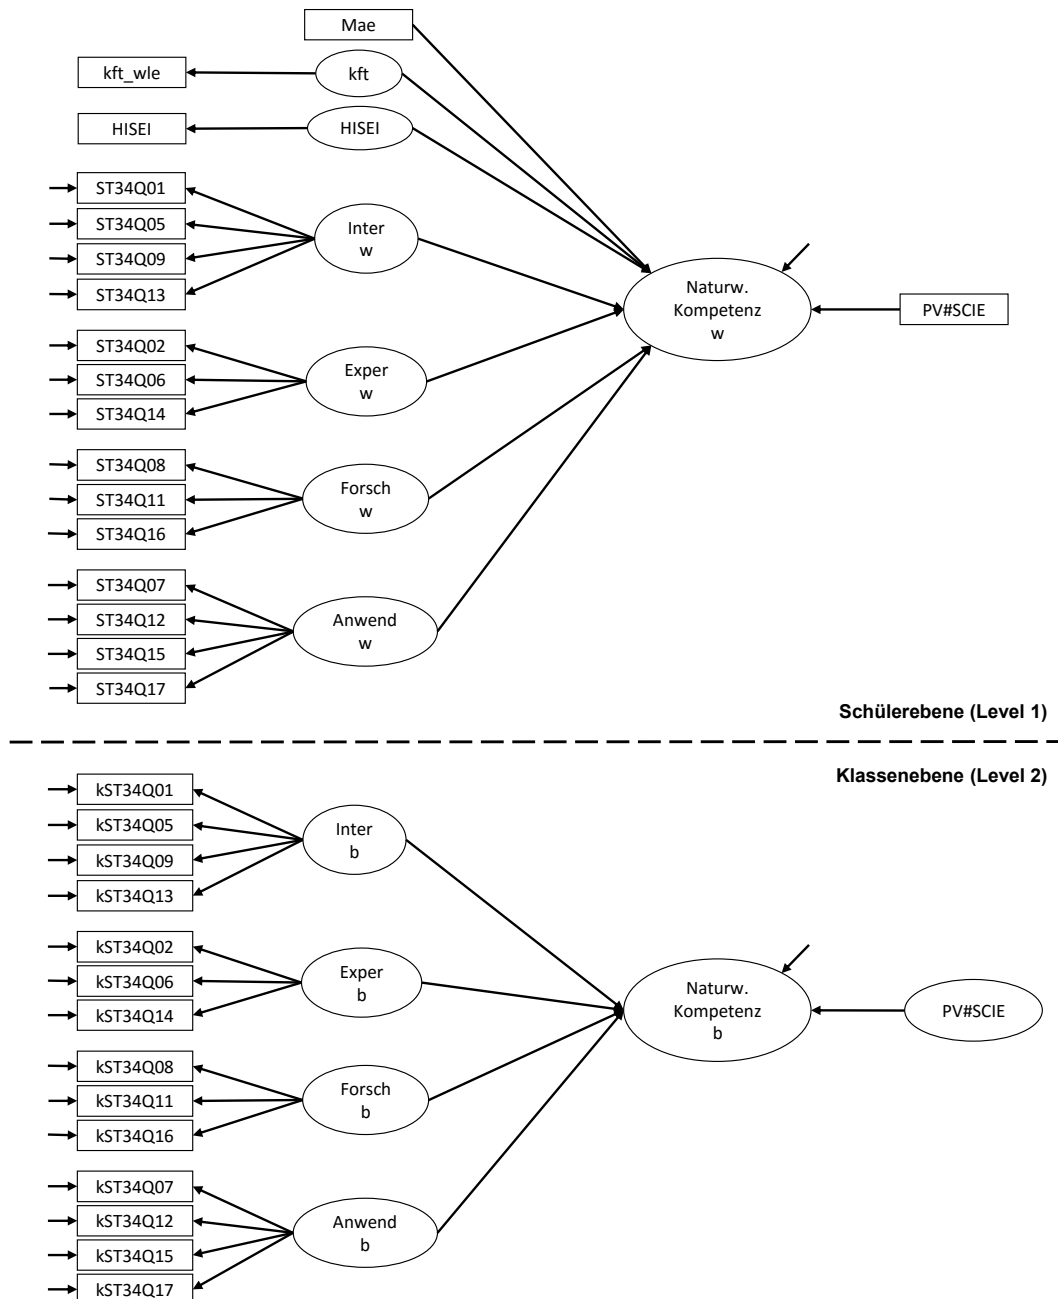 Mae
kft_wle
kft
HISEI
HISEI
ST34Q01
ST34Q05
ST34Q09
ST34Q13
Inter
w
ST34Q02
ST34Q06
ST34Q14
Exper
w
ST34Q08
ST34Q11
ST34Q16
Forsch
w
ST34Q07
ST34Q12
ST34Q15
ST34Q17
Anwend
w
Naturw.
Kompetenz
w
PV#SCIE
Schülerebene (Level 1)
Klassenebene (Level 2)
kST34Q01
kST34Q05
kST34Q09
kST34Q13
Inter
b
kST34Q02
kST34Q06
kST34Q14
Exper
b
kST34Q08
kST34Q11
kST34Q16
Forsch
b
kST34Q07
kST34Q12
kST34Q15
kST34Q17
Anwend
b
Naturw.
Kompetenz
b
PV#SCIE